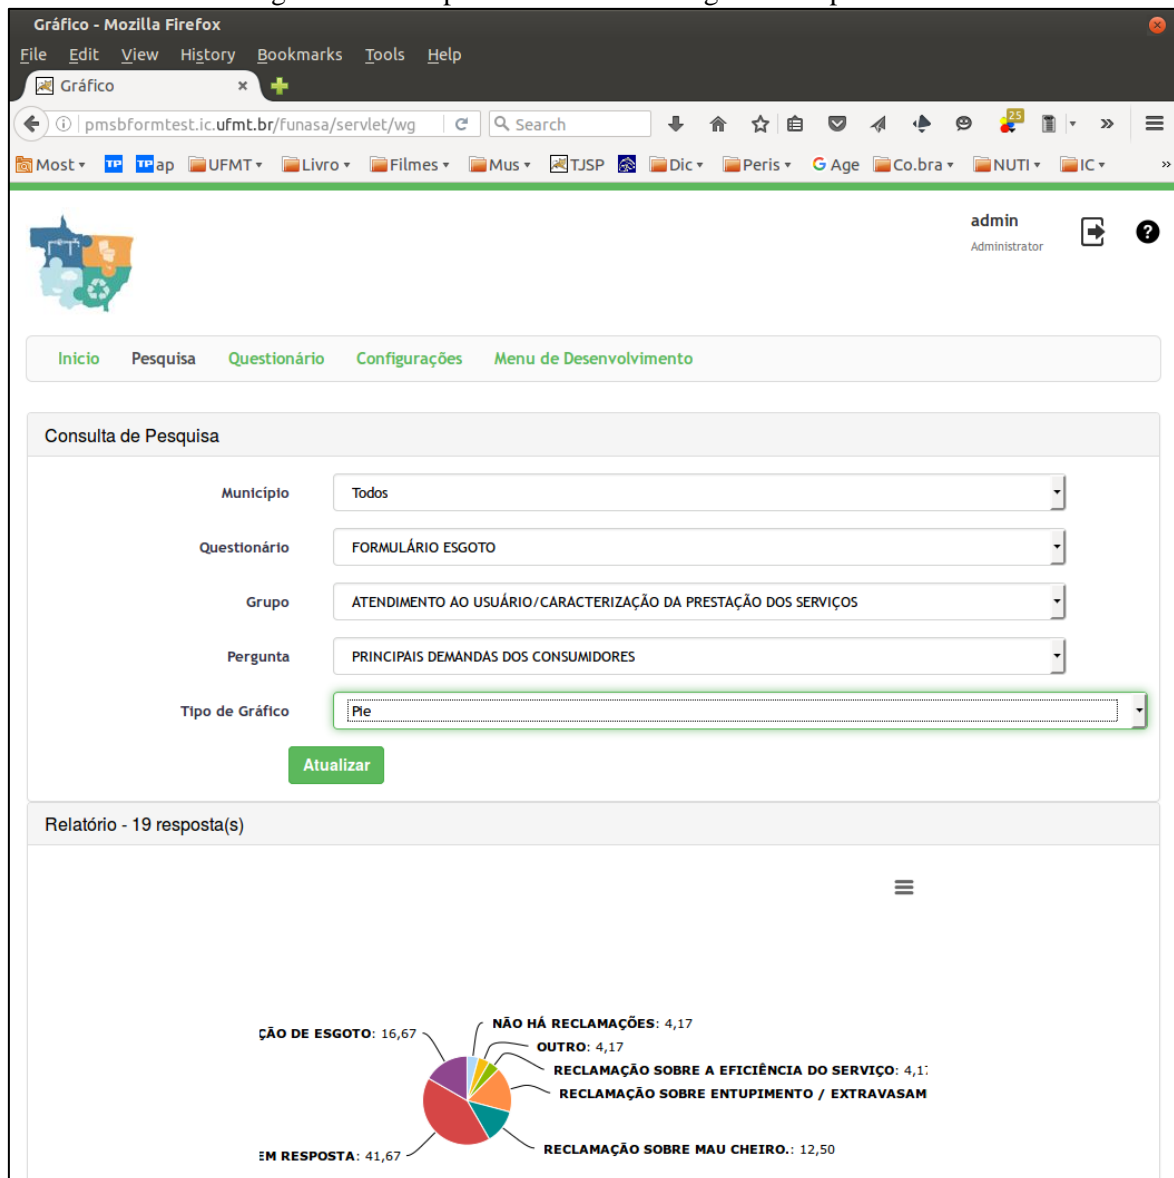 Gráfico - Mozilla Firefox
File Edit View History Bookmarks Tools Help
Gráfico
pmsbformtest.ic.ufmt.br/funasa/servlet/wg Search 25
Most TP TP ap UFMT Livro Filmes Mus TJSP Dic Peris G Age Co.bra NUTI IC »
admin
Administrator
Inicio Pesquisa Questionário Configurações Menu de Desenvolvimento
Consulta de Pesquisa
Município Todos
Questionário FORMULÁRIO ESGOTO
Grupo ATENDIMENTO AO USUÁRIO/CARACTERIZAÇÃO DA PRESTAÇÃO DOS SERVIÇOS
Pergunta PRINCIPAIS DEMANDAS DOS CONSUMIDORES
Tipo de Gráfico Pie
Atualizar
Relatório - 19 resposta(s)
NÃO HÁ RECLAMAÇÕES: 4,17
ÇÃO DE ESGOTO: 16,67
OUTRO: 4,17
RECLAMAÇÃO SOBRE A EFICIÊNCIA DO SERVIÇO: 4,17
RECLAMAÇÃO SOBRE ENTUPIMENTO / EXTRAVASAM
RECLAMAÇÃO SOBRE MAU CHEIRO.: 12,50
EM RESPOSTA: 41,67